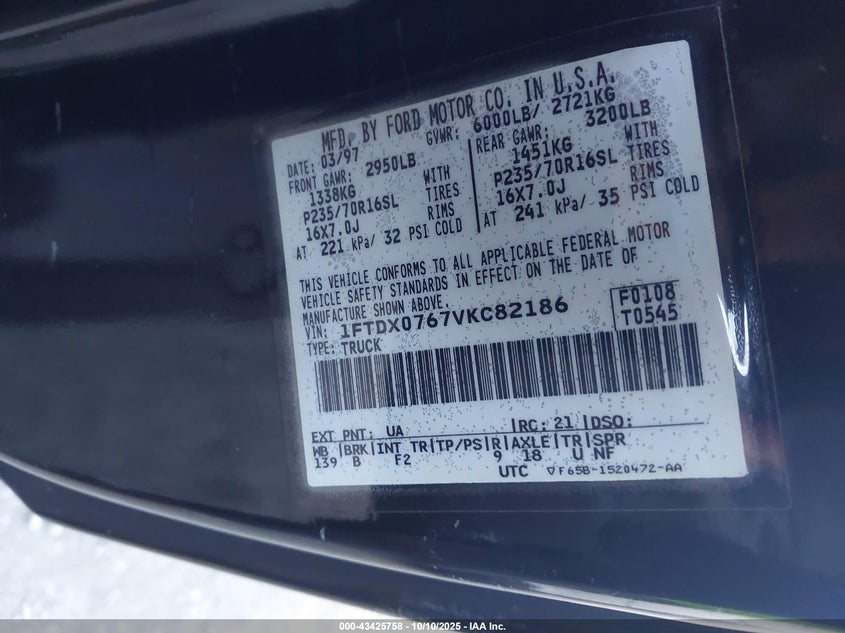 MFD. BY FORD MOTOR CO. IN U.S.A.
DATE: 03/97 GVWR: 6000LB/ 2721KG
FRONT GAWR: 2950LB REAR GAWR: 3200LB
1338KG WITH 1451KG WITH
P235/70R16SL TIRES P235/70R16SL TIRES
16X7.0J RIMS 16X7.0J RIMS
AT 221 kPa/ 32 PSI COLD AT 241 kPa/ 35 PSI COLD
THIS VEHICLE CONFORMS TO ALL APPLICABLE FEDERAL MOTOR
VEHICLE SAFETY STANDARDS IN EFFECT ON THE DATE OF
MANUFACTURE SHOWN ABOVE.
VIN: 1FTDX0767VKC82186 F0108
TYPE: TRUCK T0545
EXT PNT: UA RC: 21 DSO:
WB BRK INT TR TP/PS R AXLE TR SPR
139 B F2 9 18 U NF
UTC F65B-1520472-AA
000-43425758 - 10/10/2025 - IAA Inc.